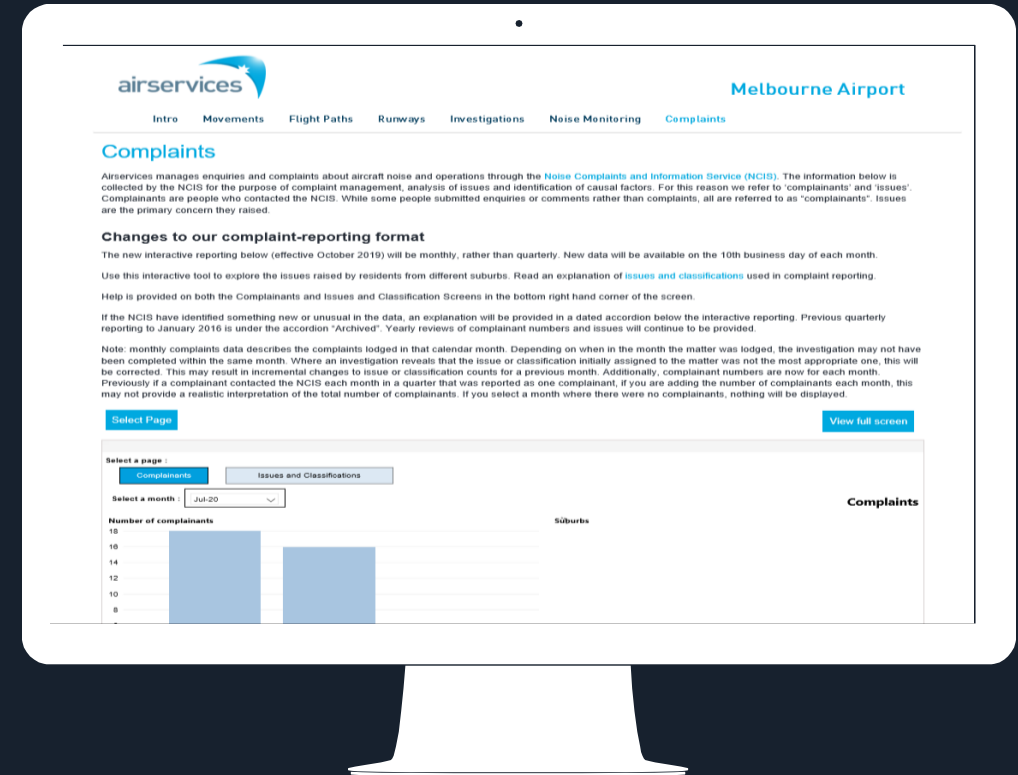 airservices
Melbourne Airport
Intro Movements Flight Paths Runways Investigations Noise Monitoring Complaints
Complaints
Airservices manages enquiries and complaints about aircraft noise and operations through the Noise Complaints and Information Service (NCIS). The information below is
collected by the NCIS for the purpose of complaint management, analysis of issues and identification of causal factors. For this reason we refer to 'complainants' and 'issues'.
Complainants are people who contacted the NCIS. While some people submitted enquiries or comments rather than complaints, all are referred to as "complainants". Issues
are the primary concern they raised.
Changes to our complaint-reporting format
The new interactive reporting below (effective October 2019) will be monthly, rather than quarterly. New data will be available on the 10th business day of each month.
Use this interactive tool to explore the issues raised by residents from different suburbs. Read an explanation of issues and classifications used in complaint reporting.
Help is provided on both the Complainants and Issues and Classification Screens in the bottom right hand corner of the screen.
If the NCIS have identified something new or unusual in the data, an explanation will be provided in a dated accordion below the interactive reporting. Previous quarterly
reporting to January 2016 is under the accordion "Archived". Yearly reviews of complainant numbers and issues will continue to be provided.
Note: monthly complaints data describes the complaints lodged in that calendar month. Depending on when in the month the matter was lodged, the investigation may not have
been completed within the same month. Where an investigation reveals that the issue or classification initially assigned to the matter was not the most appropriate one, this will
be corrected. This may result in incremental changes to issue or classification counts for a previous month. Additionally, complainant numbers are now for each month.
Previously if a complainant contacted the NCIS each month in a quarter that was reported as one complainant, if you are adding the number of complainants each month, this
may not provide a realistic interpretation of the total number of complainants. If you select a month where there were no complainants, nothing will be displayed.
Select Page
View full screen
Select a page :
Complainants Issues and Classifications
Select a month : Jul-20
Complaints
Number of complainants
Suburbs
18
16
14
12
10
8